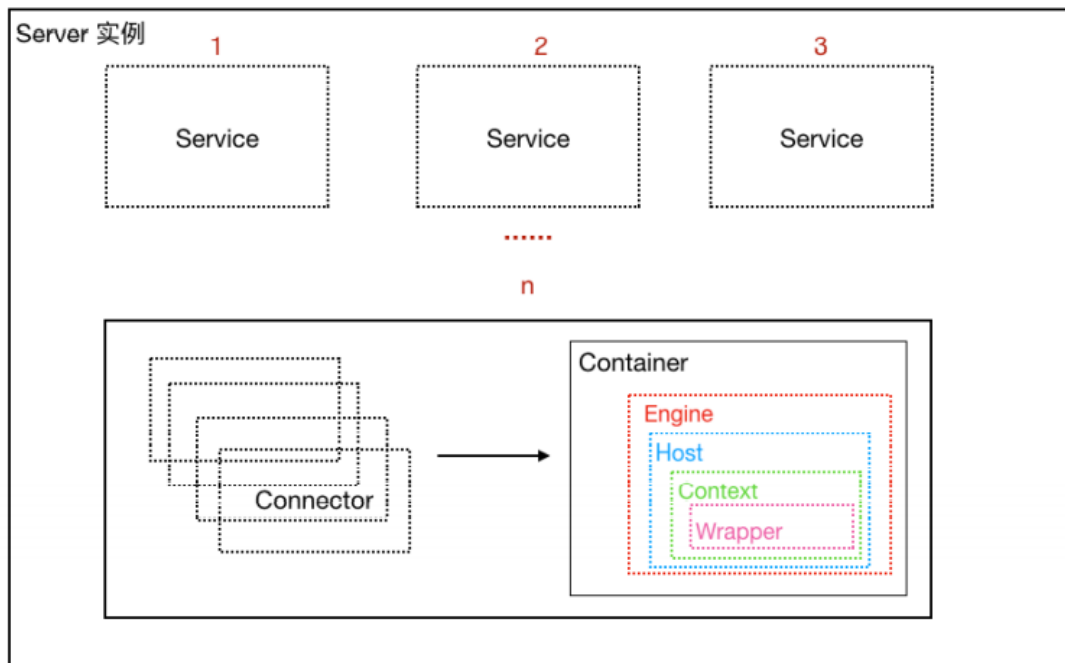 Server 实例
1
2
3
Service
Service
Service
......
n
Connector
Container
Engine
Host
Context
Wrapper